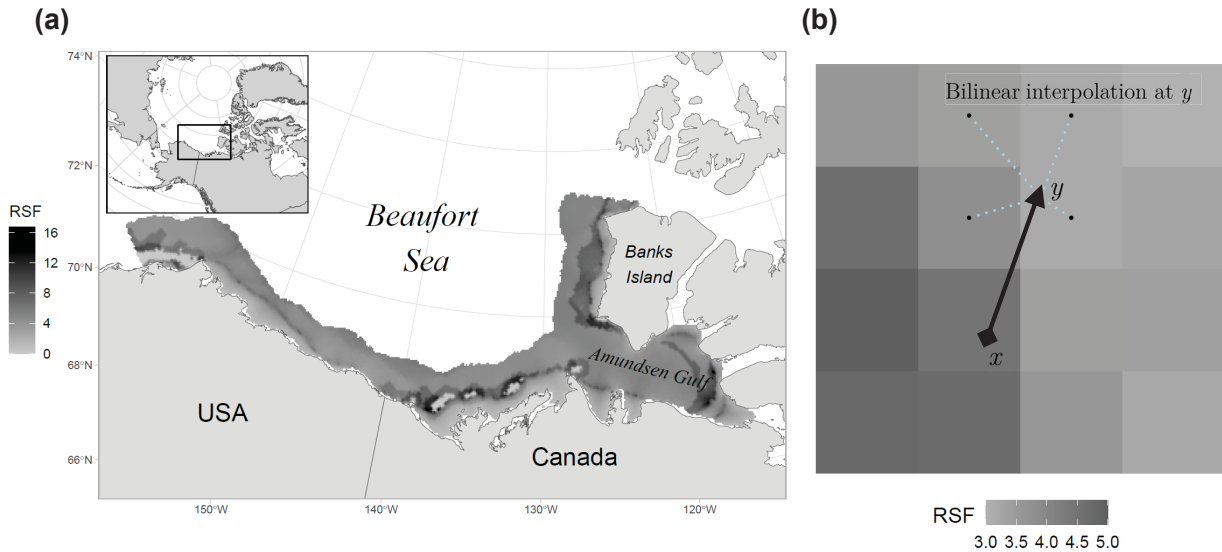 (a)
(b)
74°N
72°N
70°N
68°N
66°N
RSF
16
12
8
4
0
Beaufort
Sea
Banks
Island
Amundsen Gulf
USA
Canada
150°W
140°W
130°W
120°W
Bilinear interpolation at y
y
x
RSF
3.0 3.5 4.0 4.5 5.0